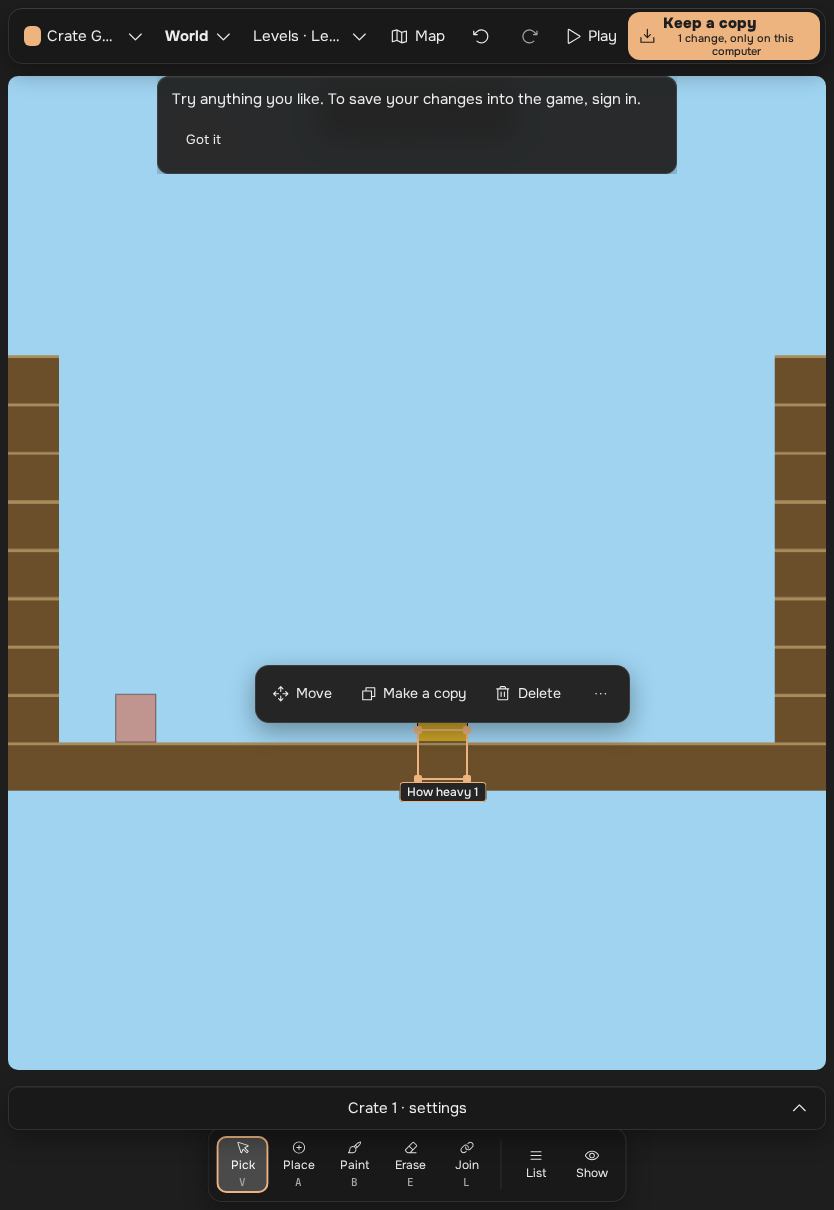 Crate G...
World
Levels · Le...
Map
Play
Keep a copy
1 change, only on this
computer
Try anything you like. To save your changes into the game, sign in.
Got it
Move
Make a copy
Delete
...
How heavy 1
Crate 1 · settings
Pick
Place
Paint
Erase
Join
List
Show
V
A
B
E
L